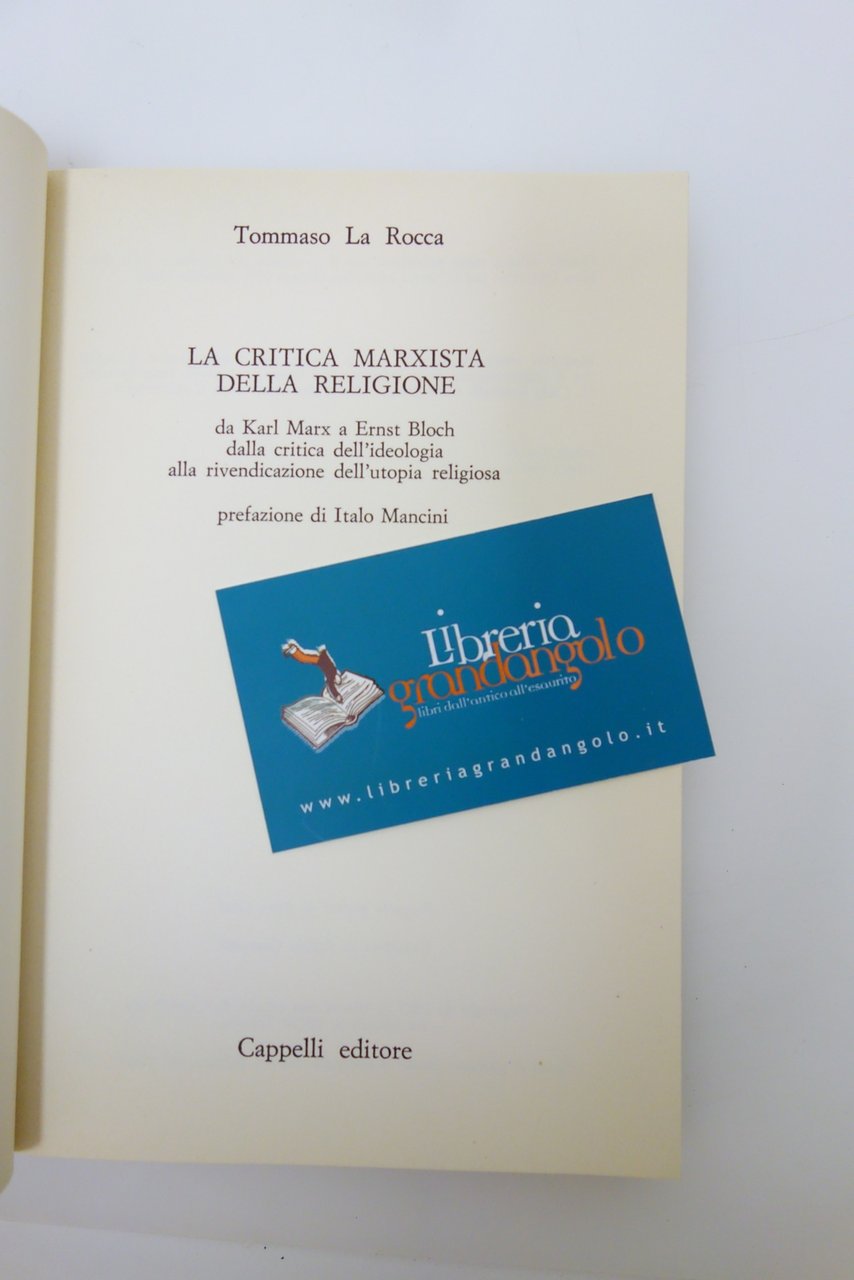 Tommaso La Rocca
LA CRITICA MARXISTA
DELLA RELIGIONE
da Karl Marx a Ernst Bloch
dalla critica dell'ideologia
alla rivendicazione dell'utopia religiosa
prefazione di Italo Mancini
Libreria
grandangolo
libri dall'antico all'esaurito
www.libreriagrandangolo.it
Cappelli editore